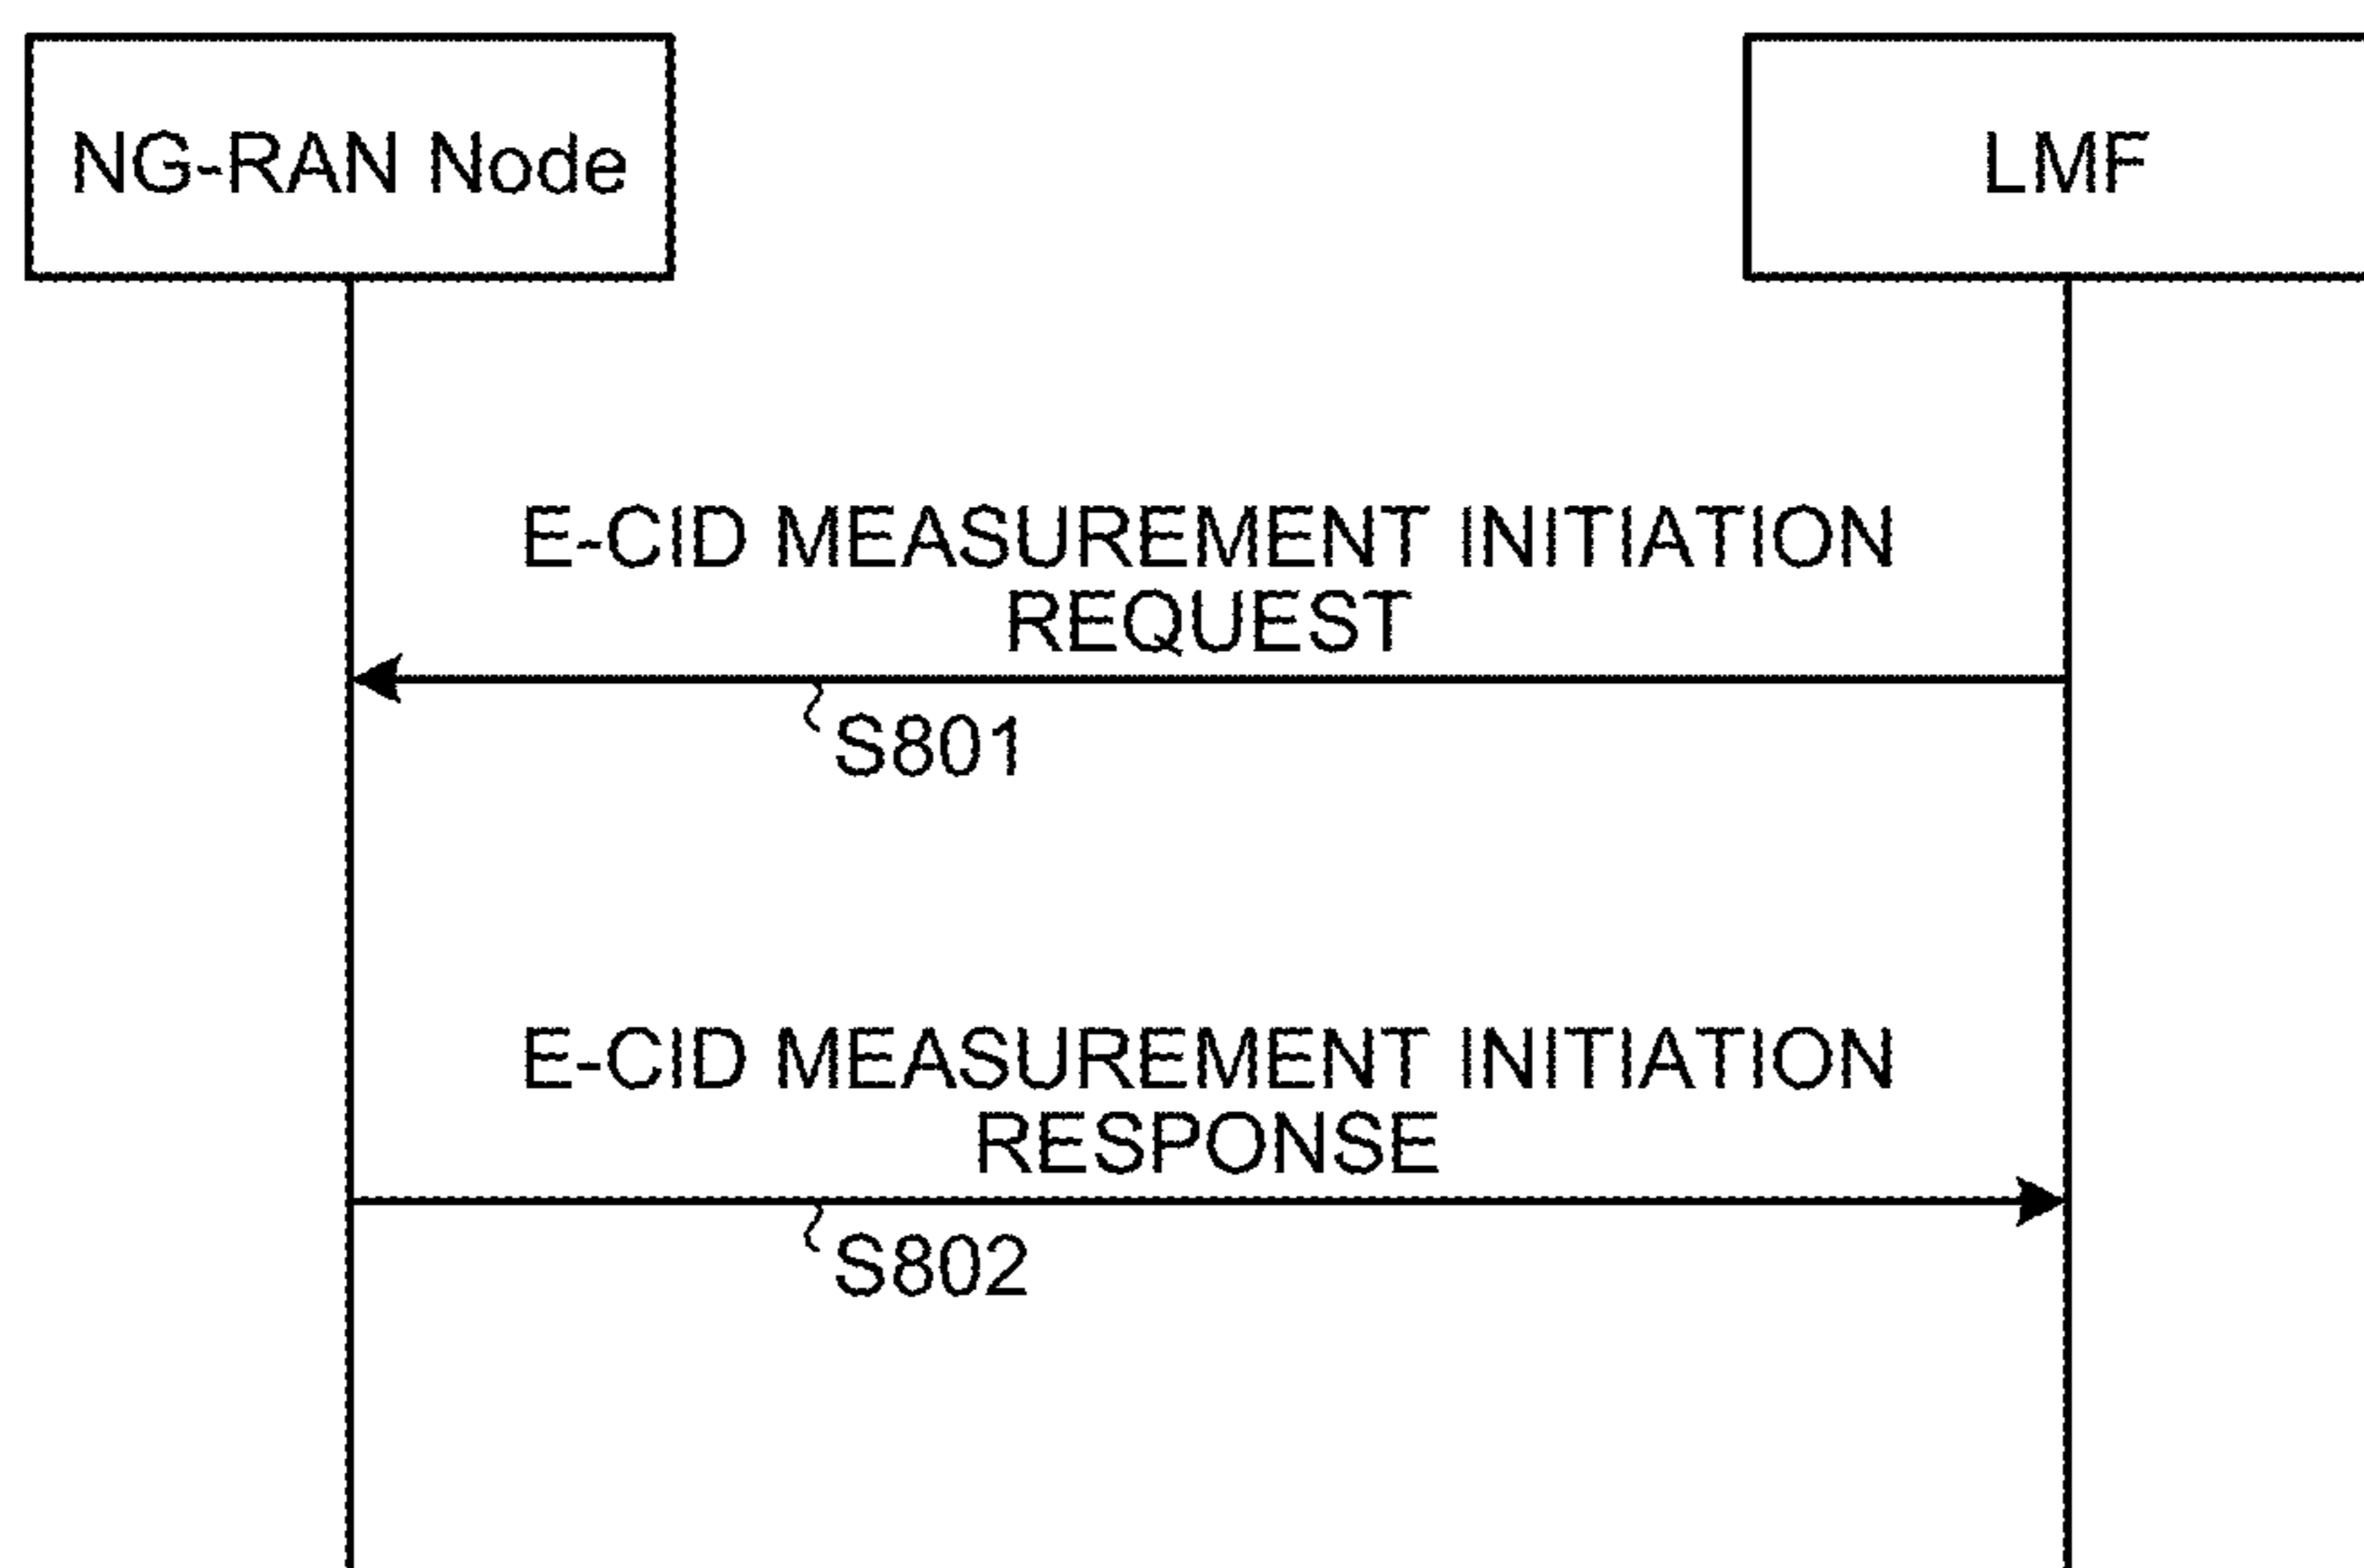 NG-RAN Node
LMF
E-CID MEASUREMENT INITIATION
REQUEST
S801
E-CID MEASUREMENT INITIATION
RESPONSE
S802